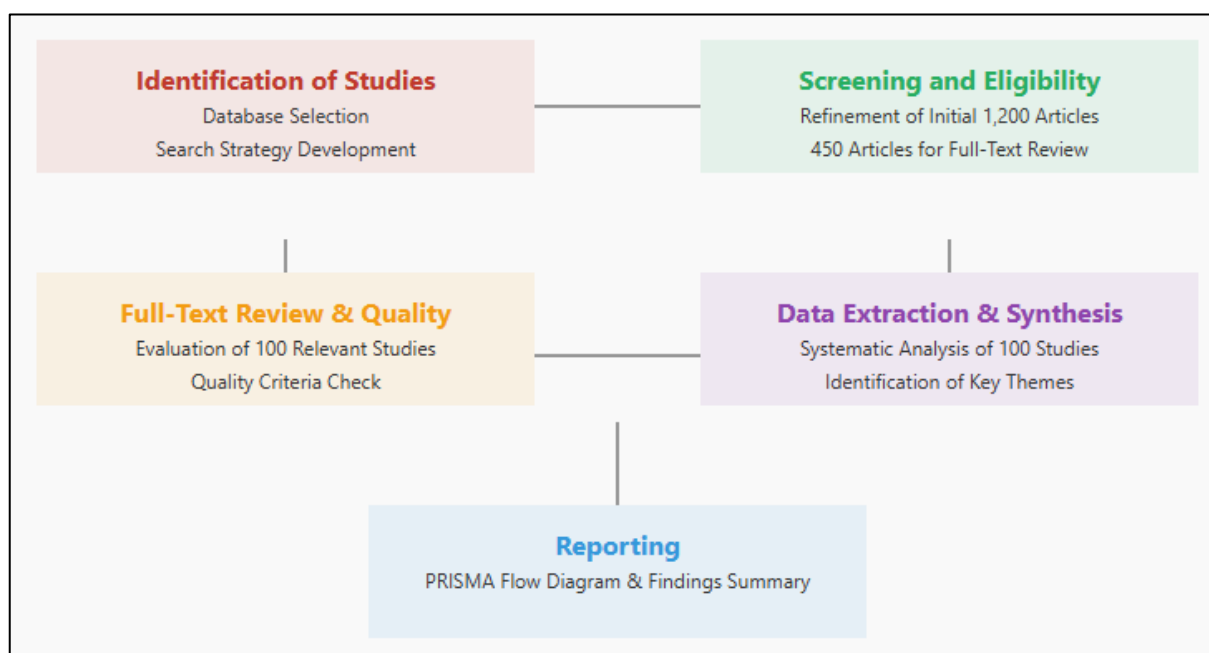 Identification of Studies
Database Selection
Search Strategy Development
Screening and Eligibility
Refinement of Initial 1,200 Articles
450 Articles for Full-Text Review
Full-Text Review & Quality
Evaluation of 100 Relevant Studies
Quality Criteria Check
Data Extraction & Synthesis
Systematic Analysis of 100 Studies
Identification of Key Themes
Reporting
PRISMA Flow Diagram & Findings Summary